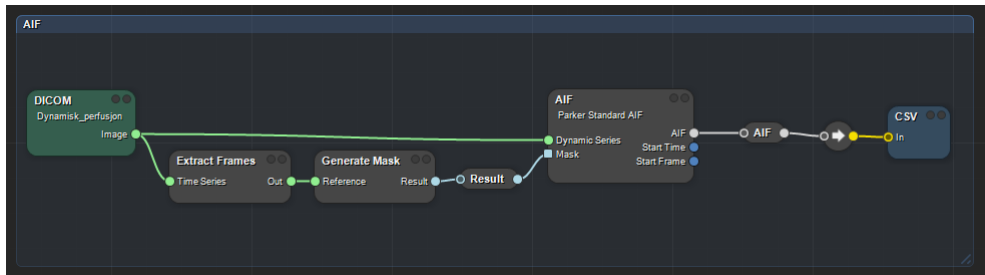 AIF
DICOM
Dynamisk_perfusjon
Image
Extract Frames
Time Series Out
Generate Mask
Reference Result
Result
AIF
Parker Standard AIF
AIF
Dynamic Series
Start Time
Mask
Start Frame
AIF
CSV
In